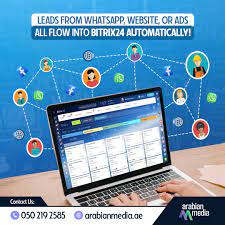 LEADS FROM WHATSAPP, WEBSITE, OR ADS
ALL FLOW INTO BITRIX24 AUTOMATICALLY!
Contact Us:
050 219 2585
arabianmedia.ae
arabian
media